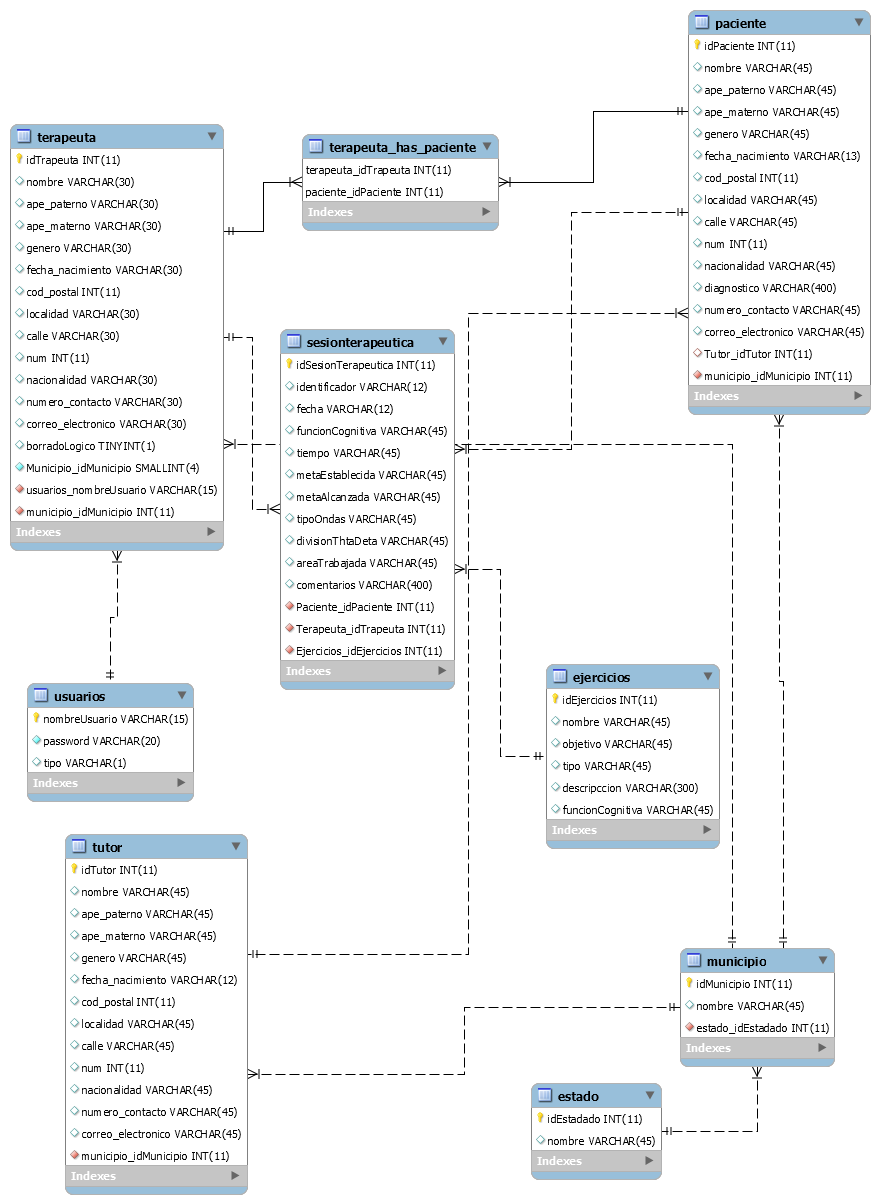 paciente
idPaciente INT(11)
nombre VARCHAR(45)
ape_paterno VARCHAR(45)
ape_materno VARCHAR(45)
genero VARCHAR(45)
fecha_nacimiento VARCHAR(13)
cod_postal INT(11)
localidad VARCHAR(45)
calle VARCHAR(45)
num INT(11)
nacionalidad VARCHAR(45)
diagnostico VARCHAR(400)
numero_contacto VARCHAR(45)
correo_electronico VARCHAR(45)
Tutor_idTutor INT(11)
municipio_idMunicipio INT(11)
Indexes
terapeuta
idTrapeuta INT(11)
nombre VARCHAR(30)
ape_paterno VARCHAR(30)
ape_materno VARCHAR(30)
genero VARCHAR(30)
fecha_nacimiento VARCHAR(30)
cod_postal INT(11)
localidad VARCHAR(30)
calle VARCHAR(30)
num INT(11)
nacionalidad VARCHAR(30)
numero_contacto VARCHAR(30)
correo_electronico VARCHAR(30)
borradoLogico TINYINT(1)
Municipio_idMunicipio SMALLINT(4)
usuarios_nombreUsuario VARCHAR(15)
municipio_idMunicipio INT(11)
Indexes
terapeuta_has_paciente
terapeuta_idTrapeuta INT(11)
paciente_idPaciente INT(11)
Indexes
sesionterapeutica
idSesionTerapeutica INT(11)
identificador VARCHAR(12)
fecha VARCHAR(12)
funcionCognitiva VARCHAR(45)
tiempo VARCHAR(45)
metaEstablecida VARCHAR(45)
metaAlcanzada VARCHAR(45)
tipoOndas VARCHAR(45)
divisionThtaDeta VARCHAR(45)
areaTrabajada VARCHAR(45)
comentarios VARCHAR(400)
Paciente_idPaciente INT(11)
Terapeuta_idTrapeuta INT(11)
Ejercicios_idEjercicios INT(11)
Indexes
usuarios
nombreUsuario VARCHAR(15)
password VARCHAR(20)
tipo VARCHAR(1)
Indexes
ejercicios
idEjercicios INT(11)
nombre VARCHAR(45)
objetivo VARCHAR(45)
tipo VARCHAR(45)
descripccion VARCHAR(300)
funcionCognitiva VARCHAR(45)
Indexes
tutor
idTutor INT(11)
nombre VARCHAR(45)
ape_paterno VARCHAR(45)
ape_materno VARCHAR(45)
genero VARCHAR(45)
fecha_nacimiento VARCHAR(12)
cod_postal INT(11)
localidad VARCHAR(45)
calle VARCHAR(45)
num INT(11)
nacionalidad VARCHAR(45)
numero_contacto VARCHAR(45)
correo_electronico VARCHAR(45)
municipio_idMunicipio INT(11)
Indexes
municipio
idMunicipio INT(11)
nombre VARCHAR(45)
estado_idEstadado INT(11)
Indexes
estado
idEstadado INT(11)
nombre VARCHAR(45)
Indexes